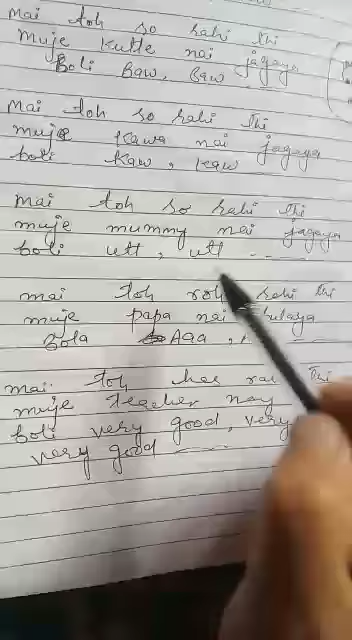 mai toh so rahi thi
muje kutte nai jagaya
Boli Baw, Baw ---
mai toh so rahi thi
muje kawa nai jagaya
boli kaw, kaw ---
mai toh so rahi thi
muje mummy nai jagaya
boli utt, utt ---
mai toh roh rahi thi
muje papa nai bulaya
Bola Aaa,
mai toh has rai thi
muje teacher nay
boli very good, very
very good ---